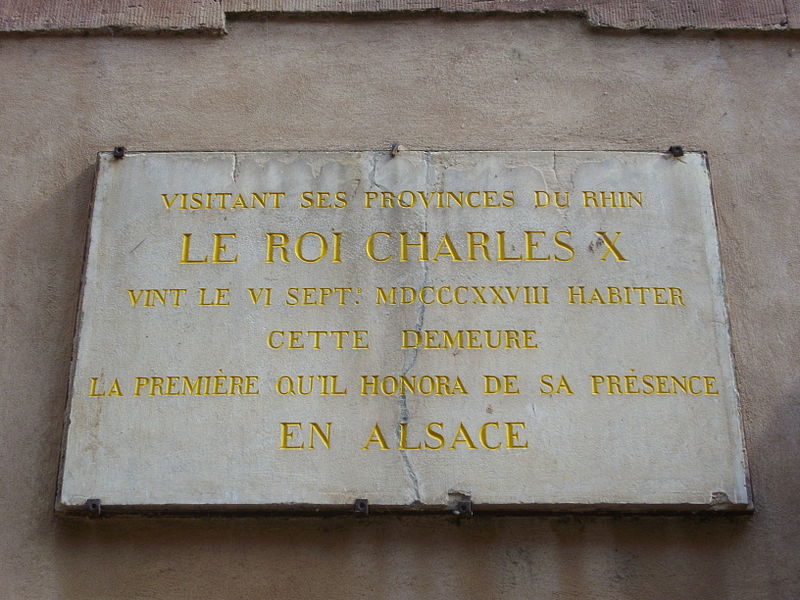 VISITANT SES PROVINCES DU RHIN
LE ROI CHARLES X
VINT LE VI SEPT.E MDCCCXXVIII HABITER
CETTE DEMEURE
LA PREMIÈRE QU'IL HONORA DE SA PRÉSENCE
EN ALSACE